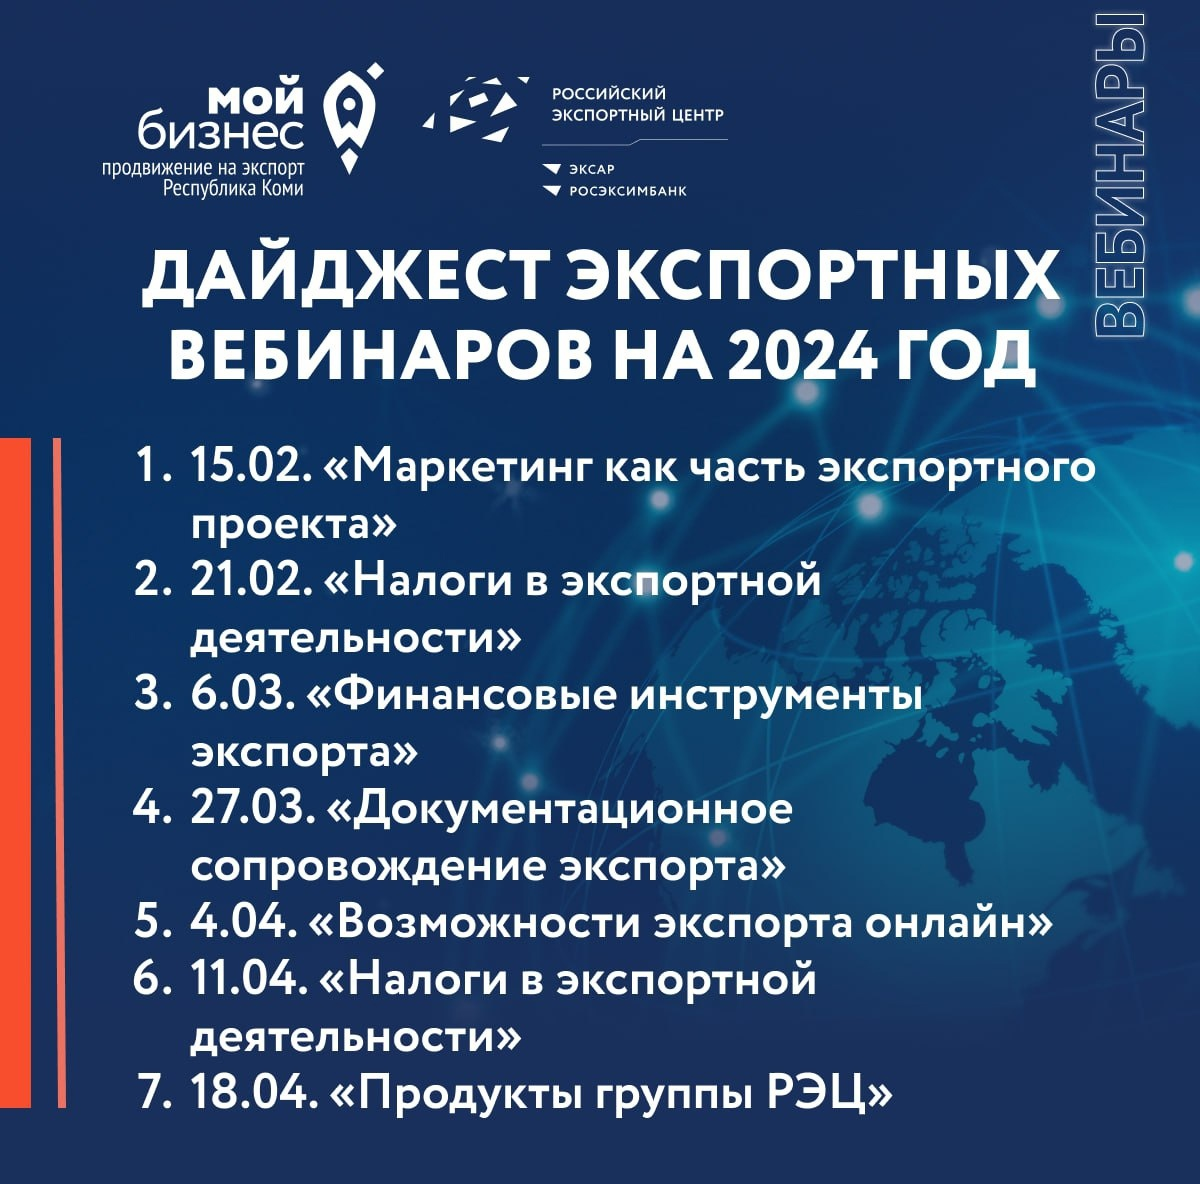 мой
бизнес
продвижение на экспорт
Республика Коми
РОССИЙСКИЙ
ЭКСПОРТНЫЙ ЦЕНТР
ЭКСАР
РОСЭКСИМБАНК
ВЕБИНАРЫ
ДАЙДЖЕСТ ЭКСПОРТНЫХ
ВЕБИНАРОВ НА 2024 ГОД
1. 15.02. «Маркетинг как часть экспортного
проекта»
2. 21.02. «Налоги в экспортной
деятельности»
3. 6.03. «Финансовые инструменты
экспорта»
4. 27.03. «Документационное
сопровождение экспорта»
5. 4.04. «Возможности экспорта онлайн»
6. 11.04. «Налоги в экспортной
деятельности»
7. 18.04. «Продукты группы РЭЦ»